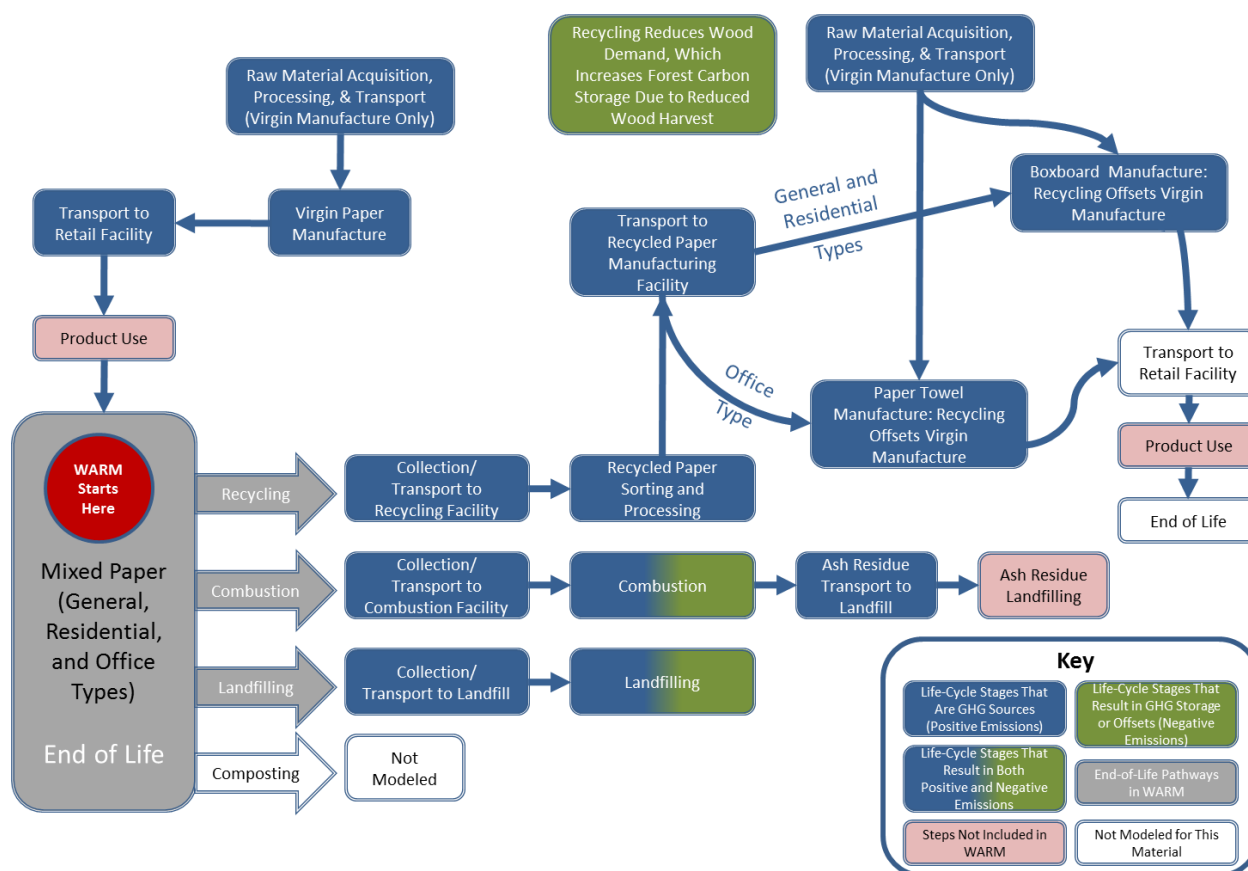 Raw Material Acquisition,
Processing, & Transport
(Virgin Manufacture Only)
Virgin Paper
Manufacture
Transport to
Retail Facility
Product Use
WARM
Starts
Here
Mixed Paper
(General,
Residential,
and Office
Types)
End of Life
Recycling
Collection/
Transport to
Recycling Facility
Recycled Paper
Sorting and
Processing
Transport to
Recycled Paper
Manufacturing
Facility
General and
Residential
Types
Office
Type
Recycling Reduces Wood
Demand, Which
Increases Forest Carbon
Storage Due to Reduced
Wood Harvest
Raw Material Acquisition,
Processing, & Transport
(Virgin Manufacture Only)
Boxboard Manufacture:
Recycling Offsets Virgin
Manufacture
Paper Towel
Manufacture: Recycling
Offsets Virgin
Manufacture
Transport to
Retail Facility
Product Use
End of Life
Combustion
Collection/
Transport to
Combustion Facility
Combustion
Ash Residue
Transport to
Landfill
Ash Residue
Landfilling
Landfilling
Collection/
Transport to Landfill
Landfilling
Composting
Not
Modeled
Key
Life-Cycle Stages That
Are GHG Sources
(Positive Emissions)
Life-Cycle Stages That
Result in GHG Storage
or Offsets (Negative
Emissions)
Life-Cycle Stages That
Result in Both
Positive and Negative
Emissions
End-of-Life Pathways
in WARM
Steps Not Included in
WARM
Not Modeled for This
Material